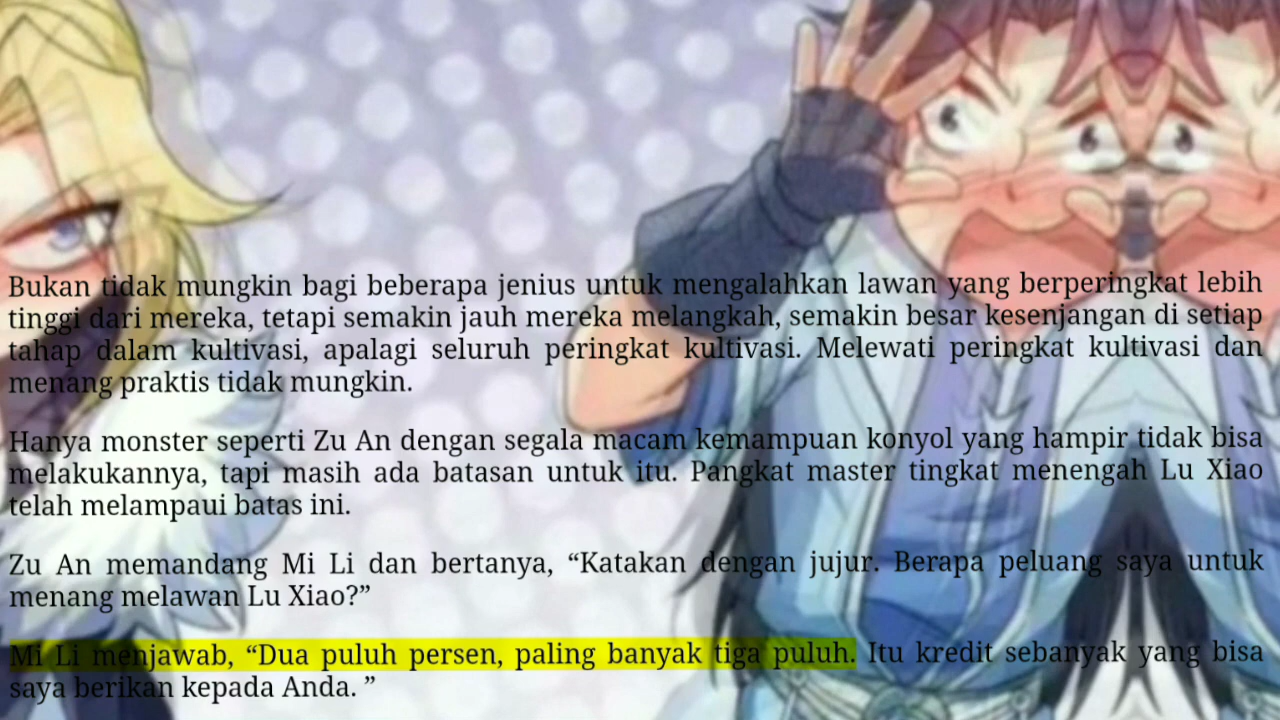 Bukan tidak mungkin bagi beberapa jenius untuk mengalahkan lawan yang berperingkat lebih
tinggi dari mereka, tetapi semakin jauh mereka melangkah, semakin besar kesenjangan di setiap
tahap dalam kultivasi, apalagi seluruh peringkat kultivasi. Melewati peringkat kultivasi dan
menang praktis tidak mungkin.
Hanya monster seperti Zu An dengan segala macam kemampuan konyol yang hampir tidak bisa
melakukannya, tapi masih ada batasan untuk itu. Pangkat master tingkat menengah Lu Xiao
telah melampaui batas ini.
Zu An memandang Mi Li dan bertanya, “Katakan dengan jujur. Berapa peluang saya untuk
menang melawan Lu Xiao?”
Mi Li menjawab, “Dua puluh persen, paling banyak tiga puluh. Itu kredit sebanyak yang bisa
saya berikan kepada Anda. ”